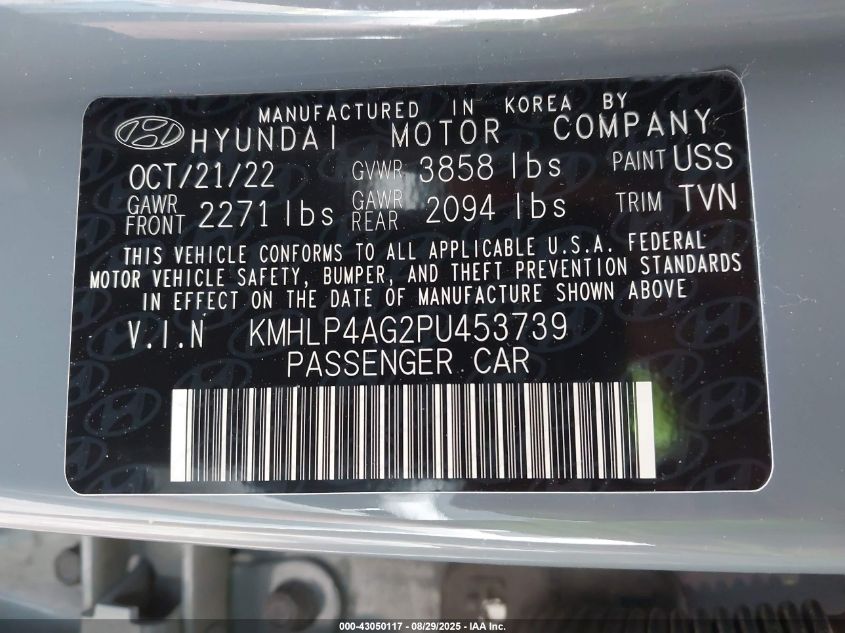 MANUFACTURED IN KOREA BY
HYUNDAI MOTOR COMPANY
OCT/21/22 GVWR 3858 lbs PAINT USS
GAWR FRONT 2271 lbs GAWR REAR 2094 lbs TRIM TVN
THIS VEHICLE CONFORMS TO ALL APPLICABLE U.S.A. FEDERAL
MOTOR VEHICLE SAFETY, BUMPER, AND THEFT PREVENTION STANDARDS
IN EFFECT ON THE DATE OF MANUFACTURE SHOWN ABOVE
V.I.N KMHLP4AG2PU453739
PASSENGER CAR
000-43050117 - 08/29/2025 - IAA Inc.